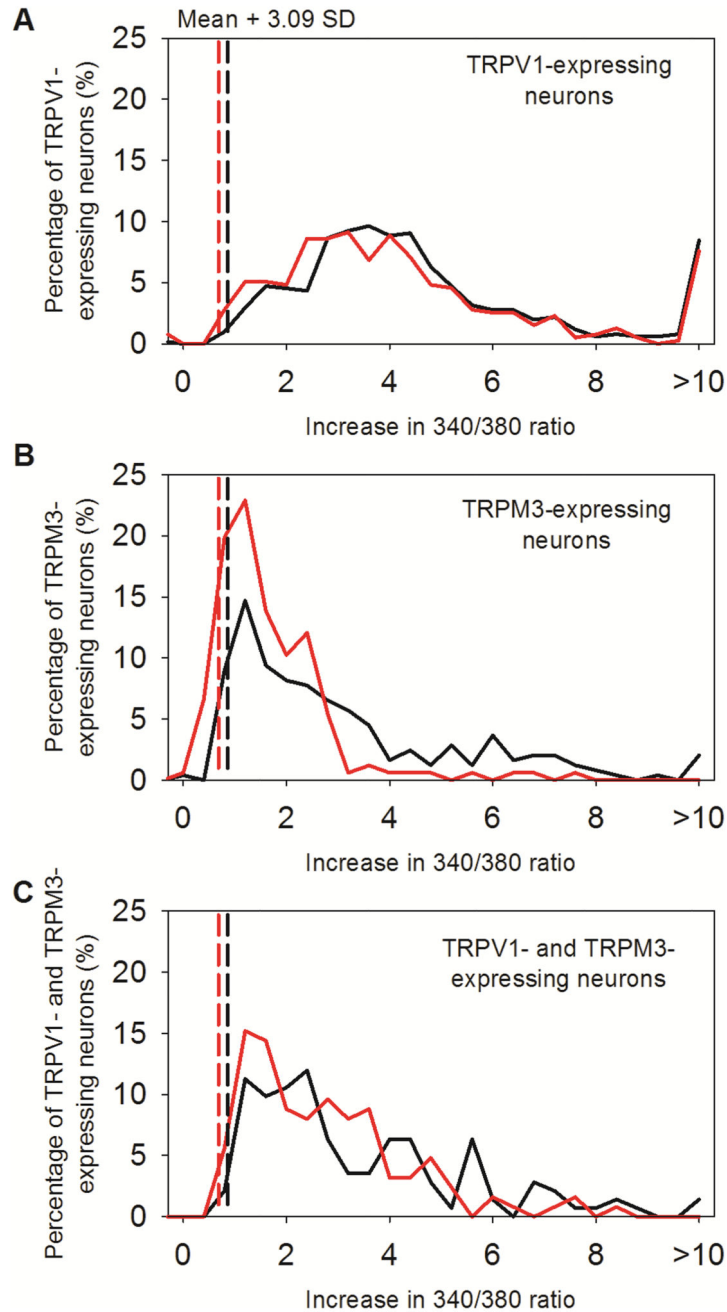 A
Mean + 3.09 SD
Percentage of TRPV1-
expressing neurons (%)
25
20
15
10
5
0
TRPV1-expressing
neurons
0 2 4 6 8 >10
Increase in 340/380 ratio
B
Percentage of TRPM3-
expressing neurons (%)
25
20
15
10
5
0
TRPM3-expressing
neurons
0 2 4 6 8 >10
Increase in 340/380 ratio
C
Percentage of TRPV1- and TRPM3-
expressing neurons (%)
25
20
15
10
5
0
TRPV1- and TRPM3-
expressing neurons
0 2 4 6 8 >10
Increase in 340/380 ratio